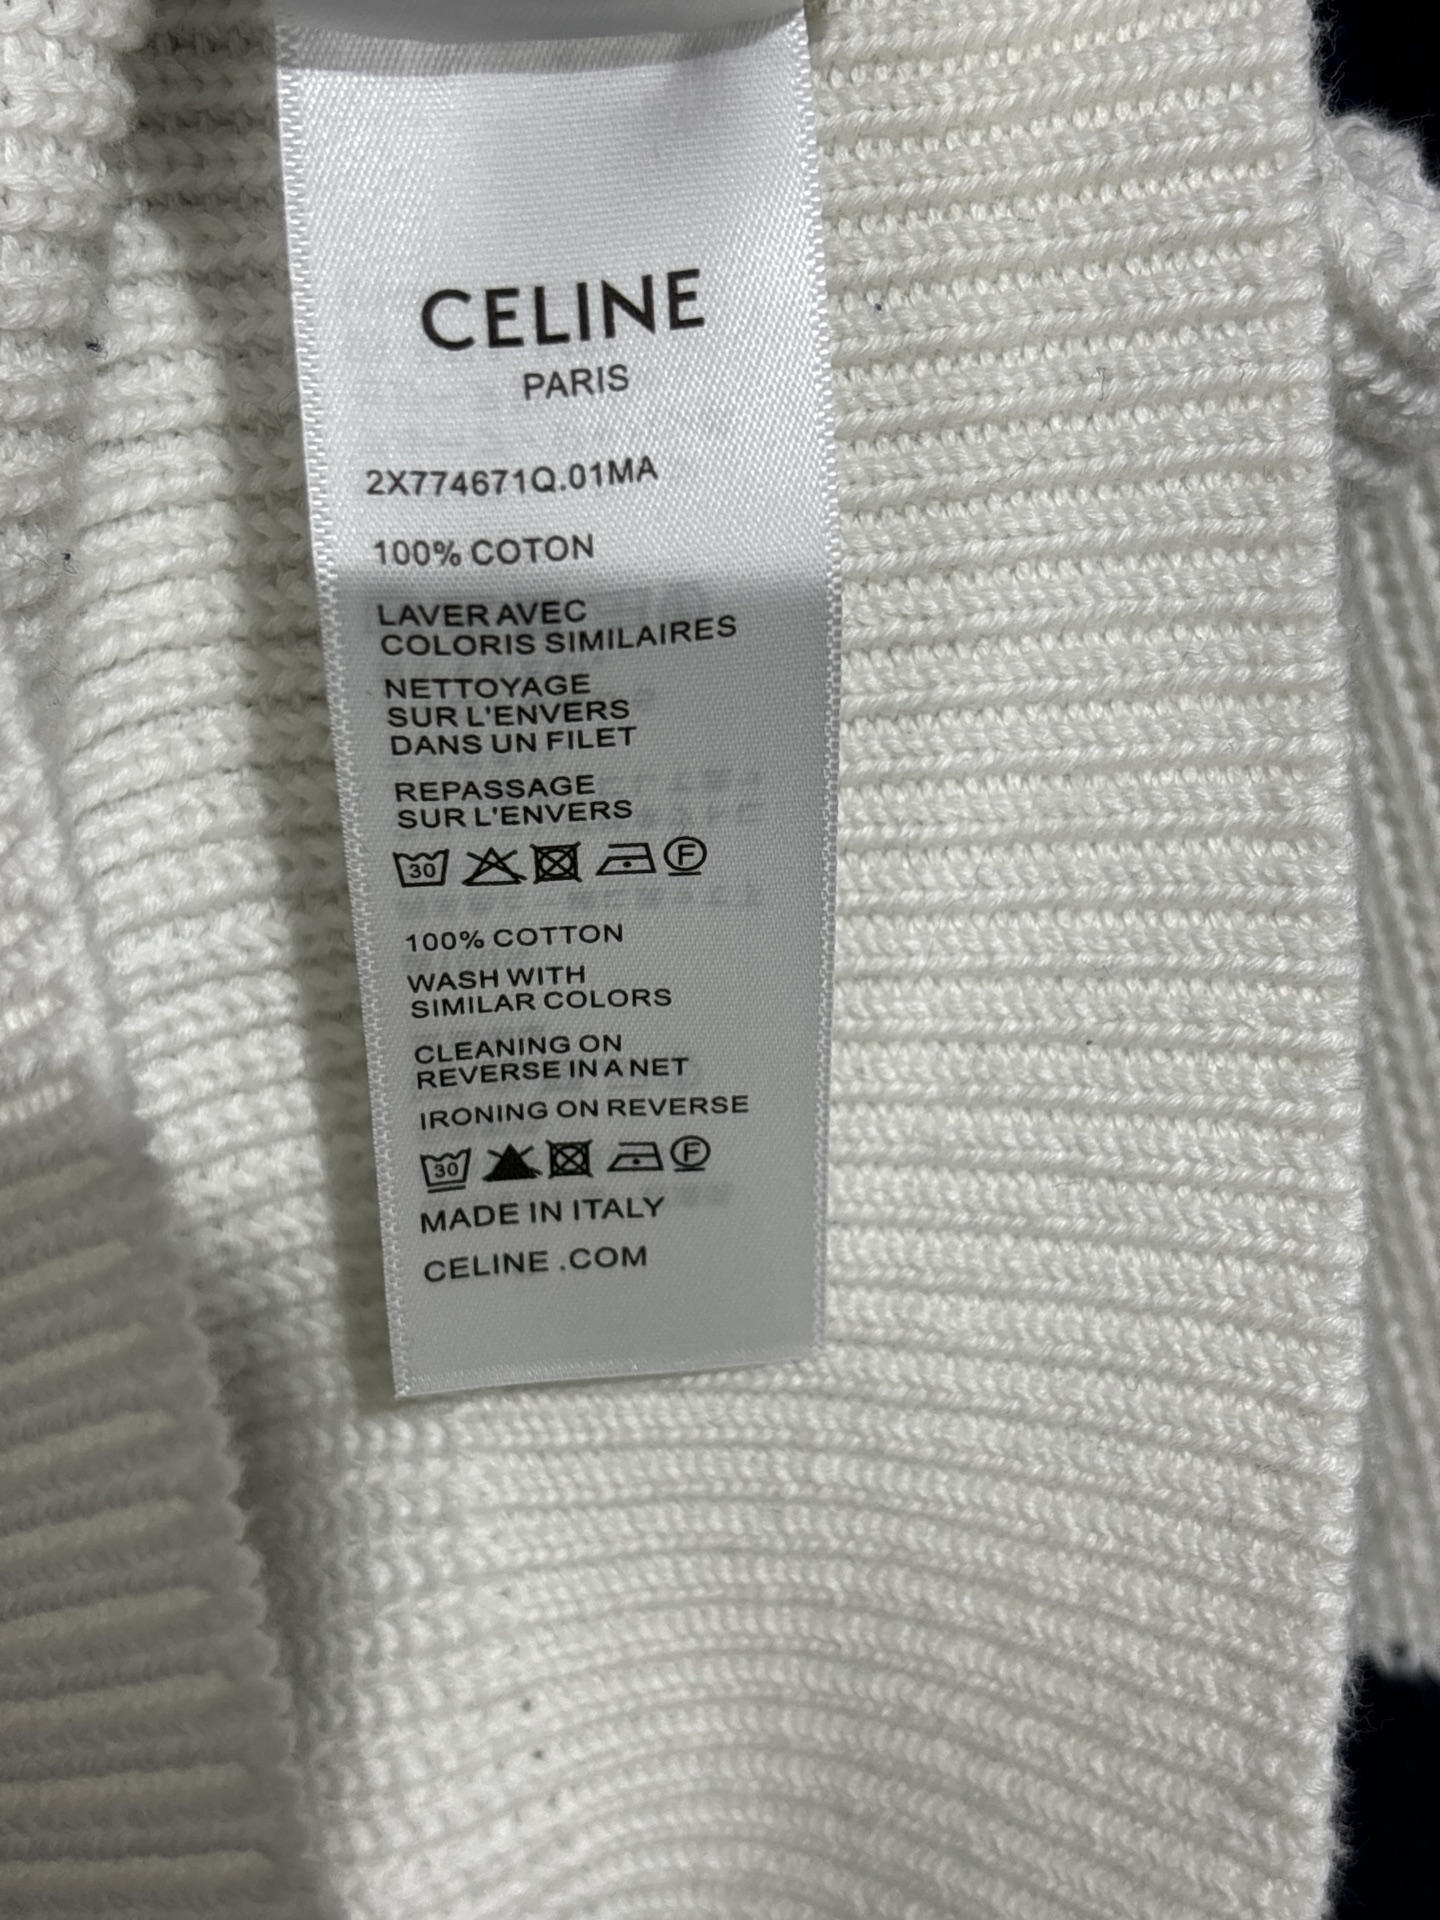 CELINE
PARIS
2X774671Q.01MA
100% COTON
LAVER AVEC
COLORIS SIMILAIRES
NETTOYAGE
SUR L'ENVERS
DANS UN FILET
REPASSAGE
SUR L'ENVERS
30 F
100% COTTON
WASH WITH
SIMILAR COLORS
CLEANING ON
REVERSE IN A NET
IRONING ON REVERSE
30 F
MADE IN ITALY
CELINE .COM